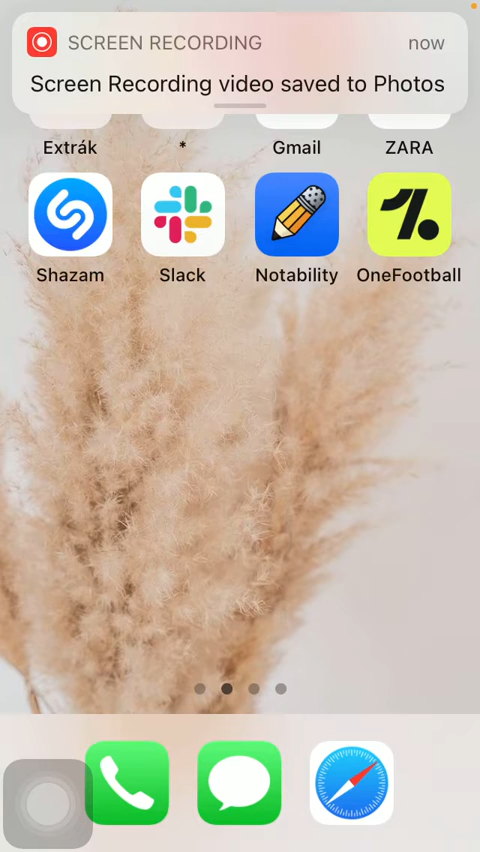 SCREEN RECORDING now
Screen Recording video saved to Photos
Extrák * Gmail ZARA
Shazam Slack Notability OneFootball